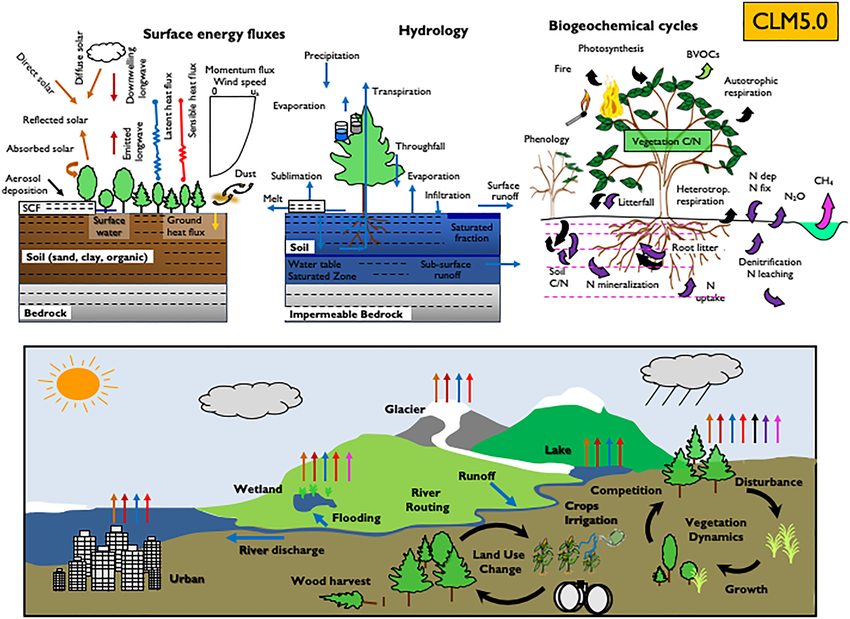 CLM5.0
Surface energy fluxes
Hydrology
Biogeochemical cycles
Direct solar
Diffuse solar
Downwelling
longwave
Reflected solar
Absorbed solar
Emitted
longwave
Latent heat flux
Sensible heat flux
Momentum flux
Wind speed
0
Aerosol
deposition
Dust
SCF
Surface
water
Ground
heat flux
Soil (sand, clay, organic)
Bedrock
Precipitation
Transpiration
Evaporation
Throughfall
Sublimation
Evaporation
Melt
Infiltration
Surface
runoff
Saturated
fraction
Soil
Water table
Saturated Zone
Sub-surface
runoff
Impermeable Bedrock
Photosynthesis
BVOCs
Fire
Autotrophic
respiration
Phenology
Vegetation C/N
Litterfall
Heterotrop.
respiration
N dep
N fix
N₂O
CH₄
Root litter
Soil
C/N
N mineralization
N
uptake
Denitrification
N leaching
Glacier
Lake
Wetland
Runoff
River
Routing
Flooding
River discharge
Urban
Competition
Disturbance
Crops
Irrigation
Vegetation
Dynamics
Land Use
Change
Wood harvest
Growth